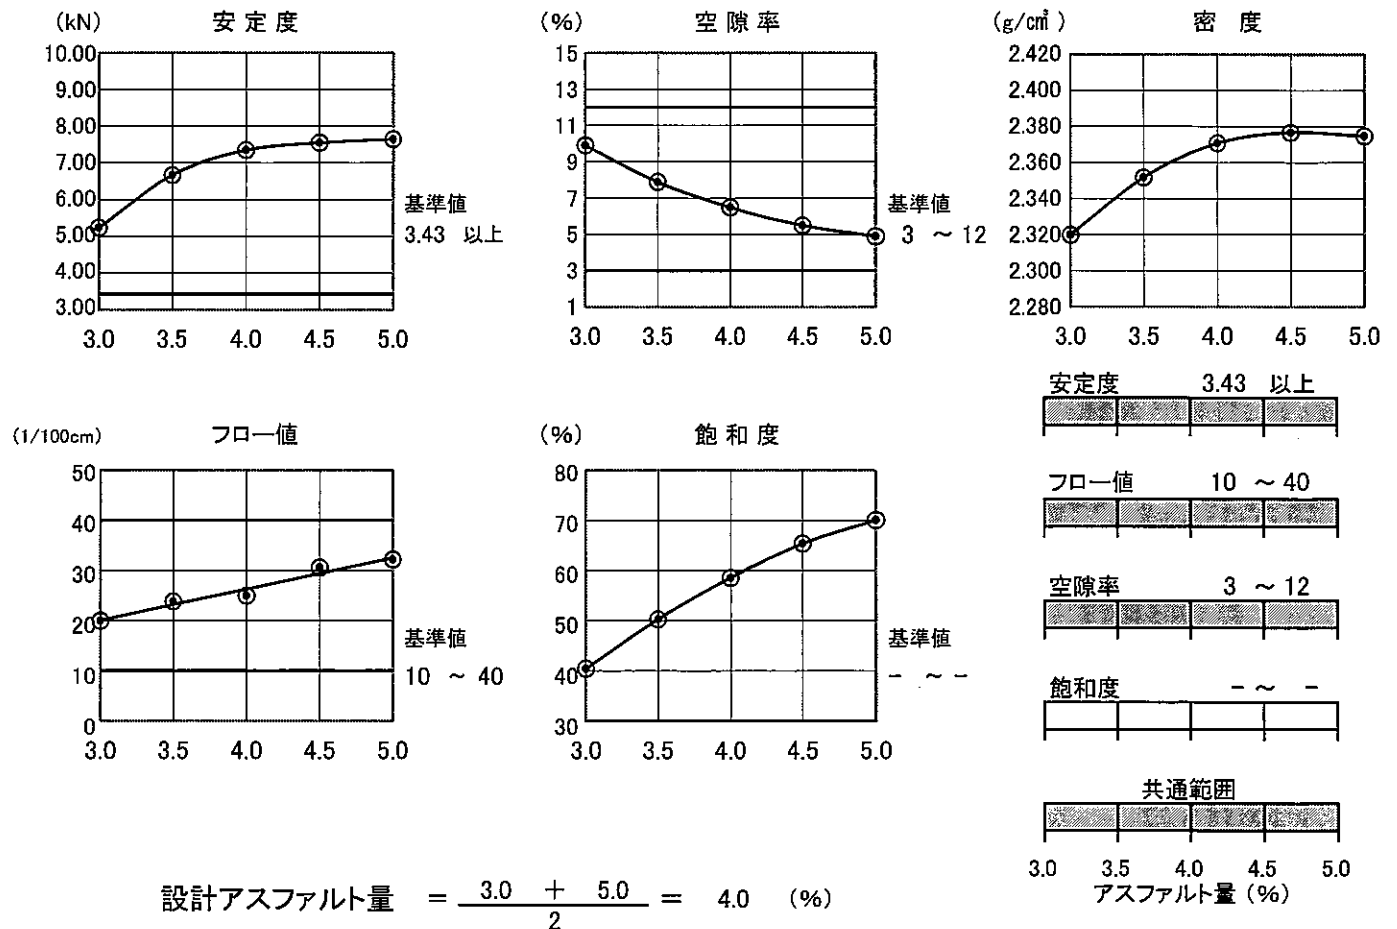 (kN) 安定度
10.00
9.00
8.00
7.00
6.00
5.00
4.00
3.00
3.0 3.5 4.0 4.5 5.0
基準値
3.43 以上
(%) 空隙率
15
13
11
9
7
5
3
1
3.0 3.5 4.0 4.5 5.0
基準値
3 ～ 12
(g/cm³) 密度
2.420
2.400
2.380
2.360
2.340
2.320
2.300
2.280
3.0 3.5 4.0 4.5 5.0
(1/100cm) フロー値
50
40
30
20
10
0
3.0 3.5 4.0 4.5 5.0
基準値
10 ～ 40
(%) 飽和度
80
70
60
50
40
30
3.0 3.5 4.0 4.5 5.0
基準値
- ～ -
安定度 3.43 以上
フロー値 10 ～ 40
空隙率 3 ～ 12
飽和度 - ～ -
共通範囲
3.0 3.5 4.0 4.5 5.0
アスファルト量(%)
設計アスファルト量 = 3.0 + 5.0 = 4.0 (%)
2